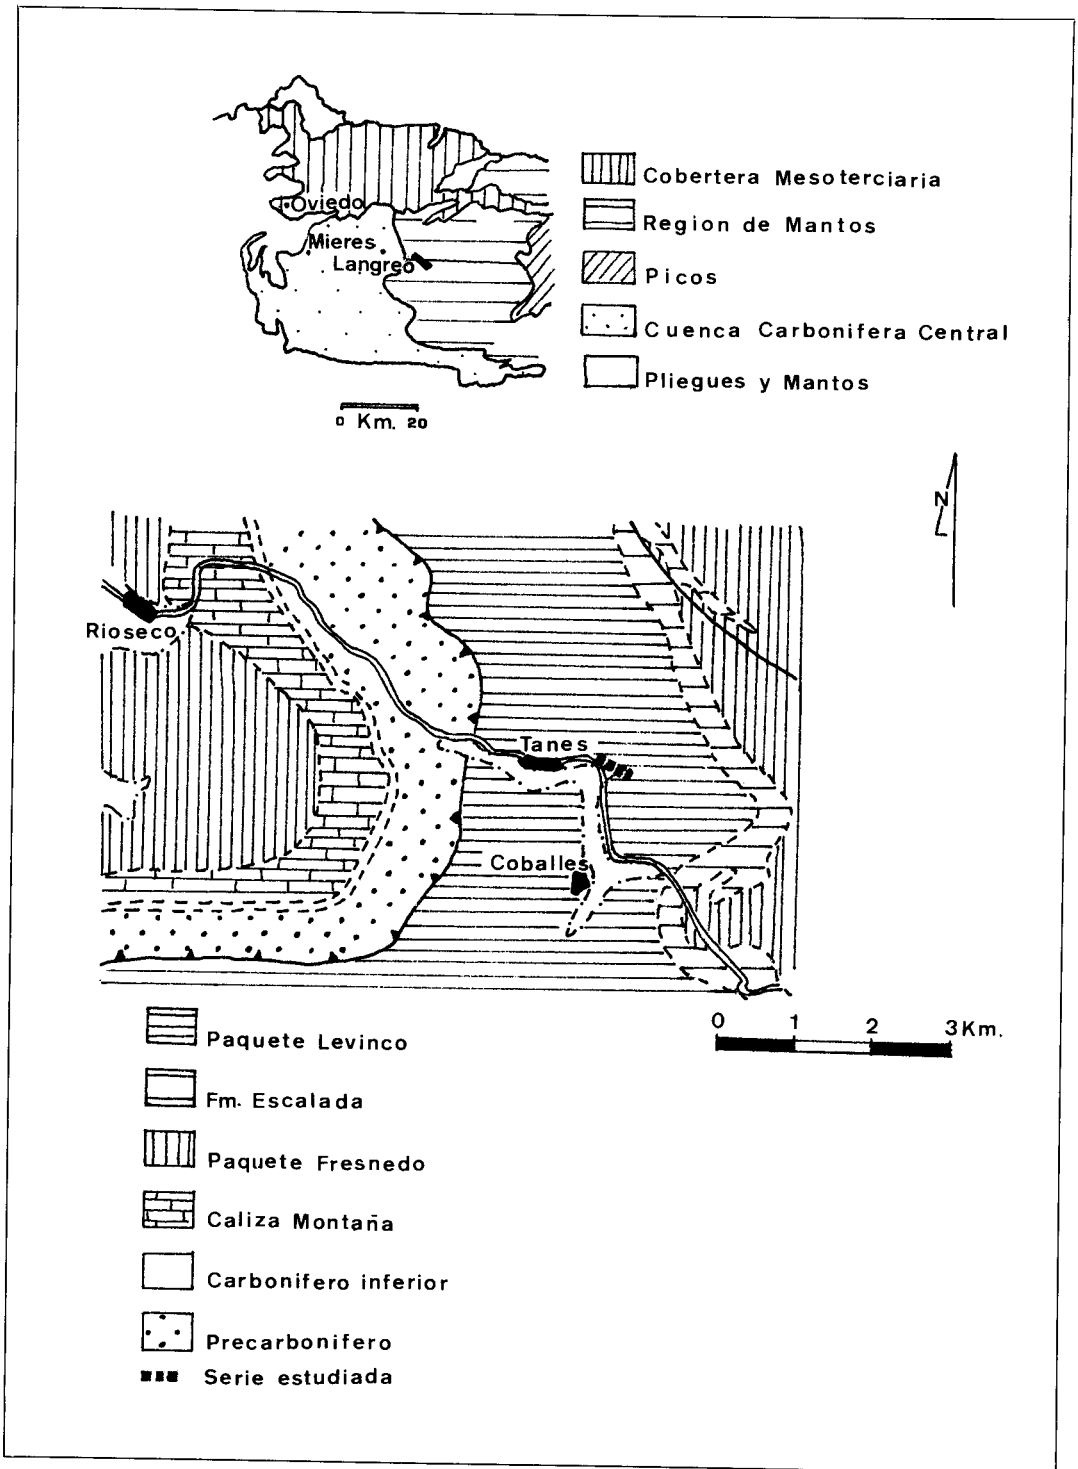 Cobertera Mesoterciaria
Region de Mantos
Picos
Cuenca Carbonifera Central
Pliegues y Mantos
Oviedo
Mieres
Langreo
0 Km. 20
N
Rioseco
Tanes
Coballes
0 1 2 3Km.
Paquete Levinco
Fm. Escalada
Paquete Fresnedo
Caliza Montaña
Carbonifero inferior
Precarbonifero
Serie estudiada